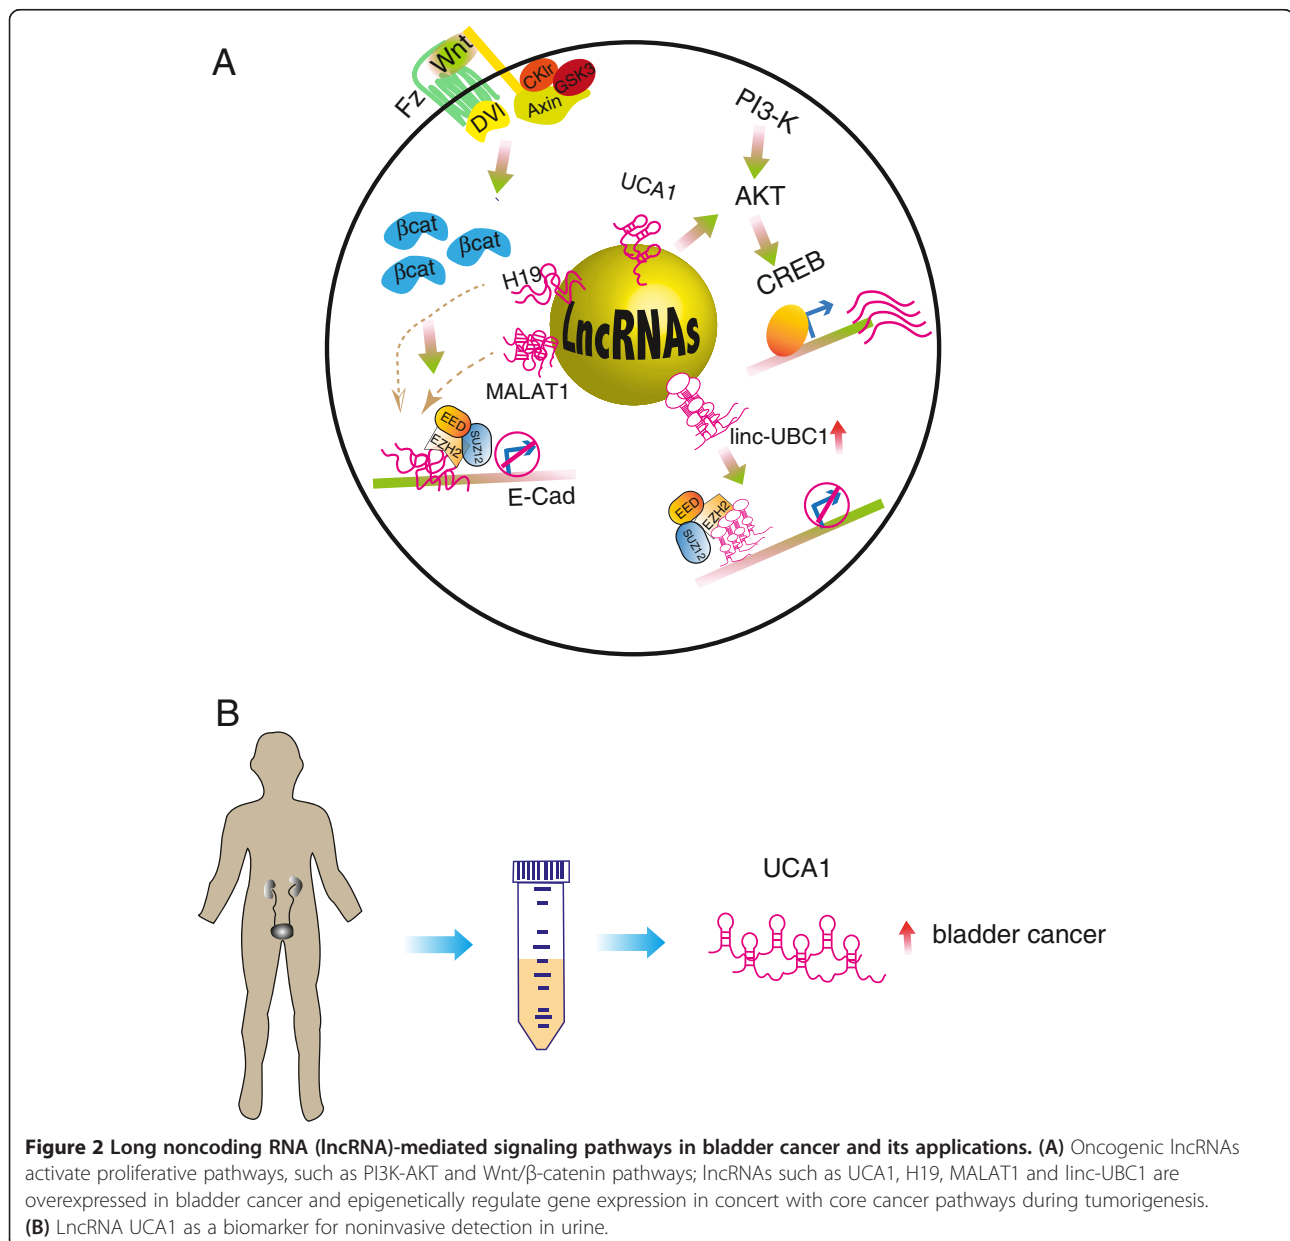 A
Wnt
Fz
DVl
CKIr
GSK3
Axin
PI3-K
AKT
CREB
UCA1
βcat
βcat
βcat
H19
LncRNAs
MALAT1
EED
EZH2
SUZ12
E-Cad
linc-UBC1
EED
EZH2
SUZ12
B
UCA1
bladder cancer
Figure 2 Long noncoding RNA (lncRNA)-mediated signaling pathways in bladder cancer and its applications. (A) Oncogenic lncRNAs
activate proliferative pathways, such as PI3K-AKT and Wnt/β-catenin pathways; lncRNAs such as UCA1, H19, MALAT1 and linc-UBC1 are
overexpressed in bladder cancer and epigenetically regulate gene expression in concert with core cancer pathways during tumorigenesis.
(B) LncRNA UCA1 as a biomarker for noninvasive detection in urine.